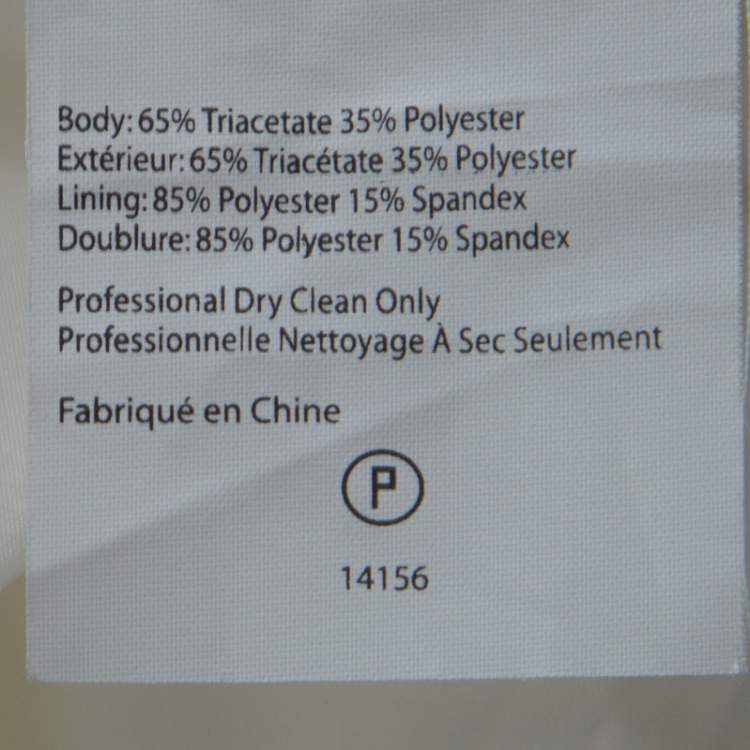 Body: 65% Triacetate 35% Polyester
Extérieur: 65% Triacétate 35% Polyester
Lining: 85% Polyester 15% Spandex
Doublure: 85% Polyester 15% Spandex
Professional Dry Clean Only
Professionnelle Nettoyage À Sec Seulement
Fabriqué en Chine
P
14156